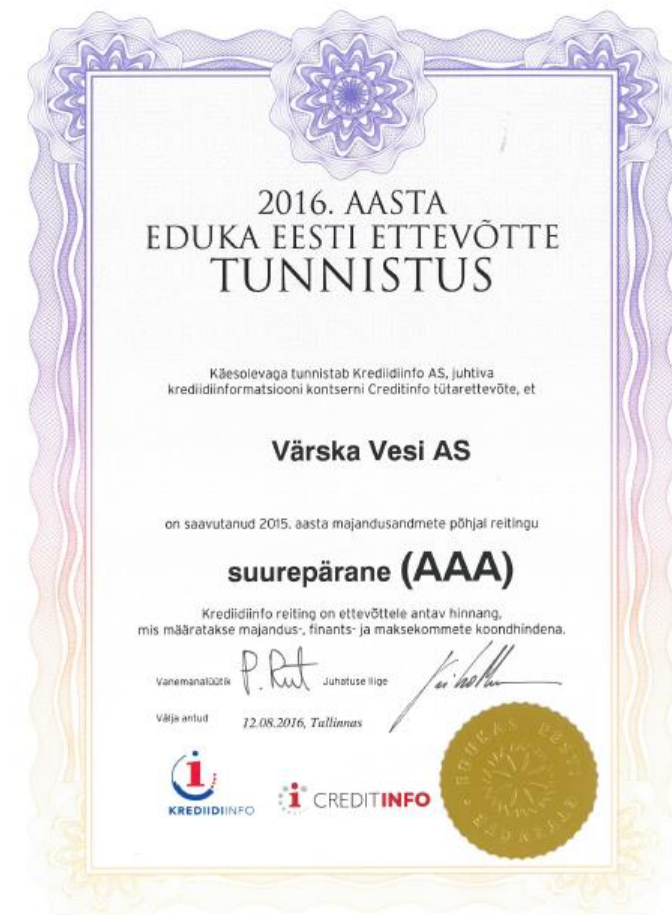 2016. AASTA
EDUKA EESTI ETTEVÕTTE
TUNNISTUS
Käesolevaga tunnistab Krediidiinfo AS, juhtiva
krediidiinformatsiooni kontserni Creditinfo tütarettevõte, et
Värska Vesi AS
on saavutanud 2015. aasta majandusandmete põhjal reitingu
suurepärane (AAA)
Krediidiinfo reiting on ettevõttele antav hinnang,
mis määratakse majandus-, finants- ja maksekommete koondhindena.
Vanemanalüütik P. Rut Juhatuse liige
Välja antud 12.08.2016, Tallinnas
KREDIIDIINFO
CREDITINFO
EDUKAS EESTI